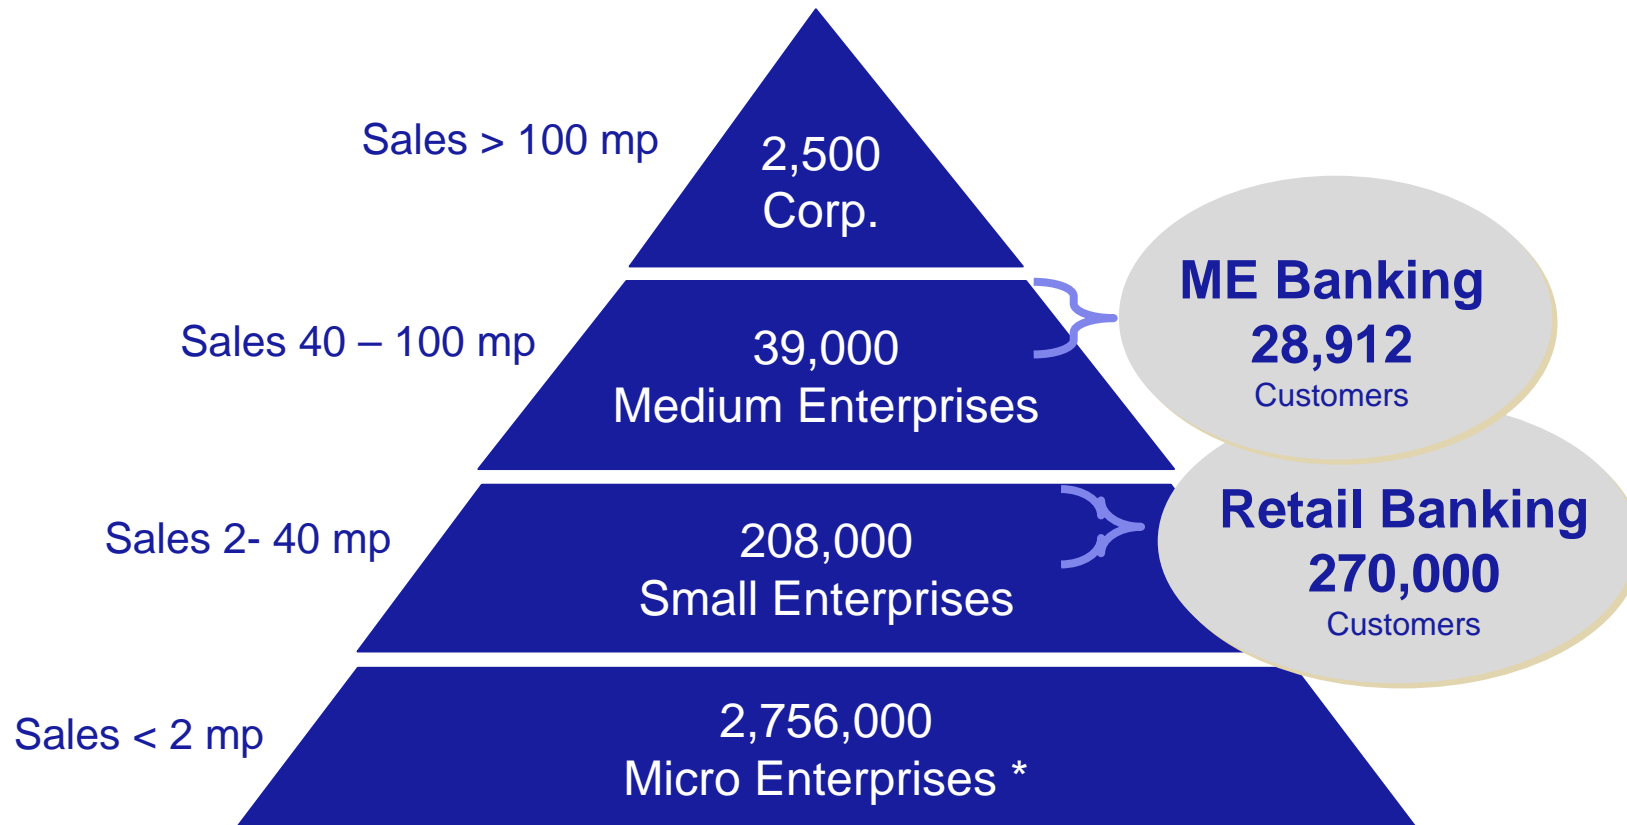 Sales > 100 mp
2,500
Corp.
Sales 40 – 100 mp
39,000
Medium Enterprises
ME Banking
28,912
Customers
Sales 2- 40 mp
208,000
Small Enterprises
Retail Banking
270,000
Customers
Sales < 2 mp
2,756,000
Micro Enterprises *